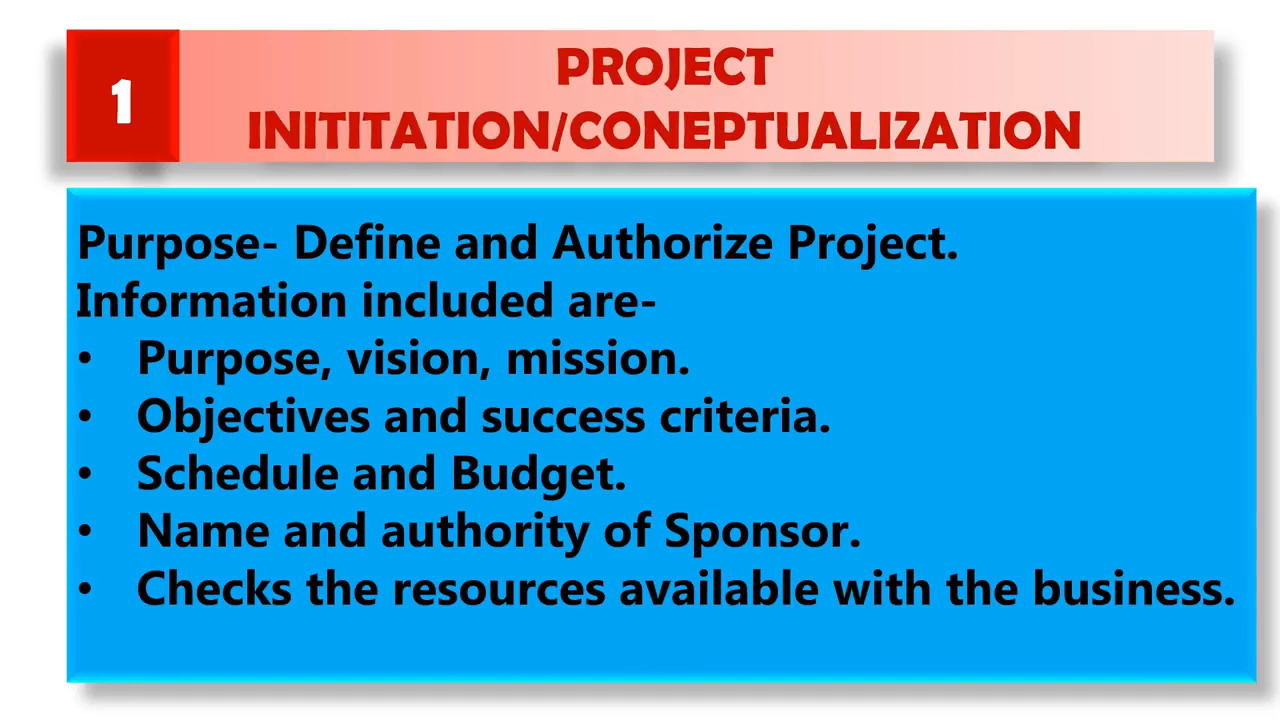 1
PROJECT
INITITATION/CONEPTUALIZATION
Purpose- Define and Authorize Project.
Information included are-
• Purpose, vision, mission.
• Objectives and success criteria.
• Schedule and Budget.
• Name and authority of Sponsor.
• Checks the resources available with the business.